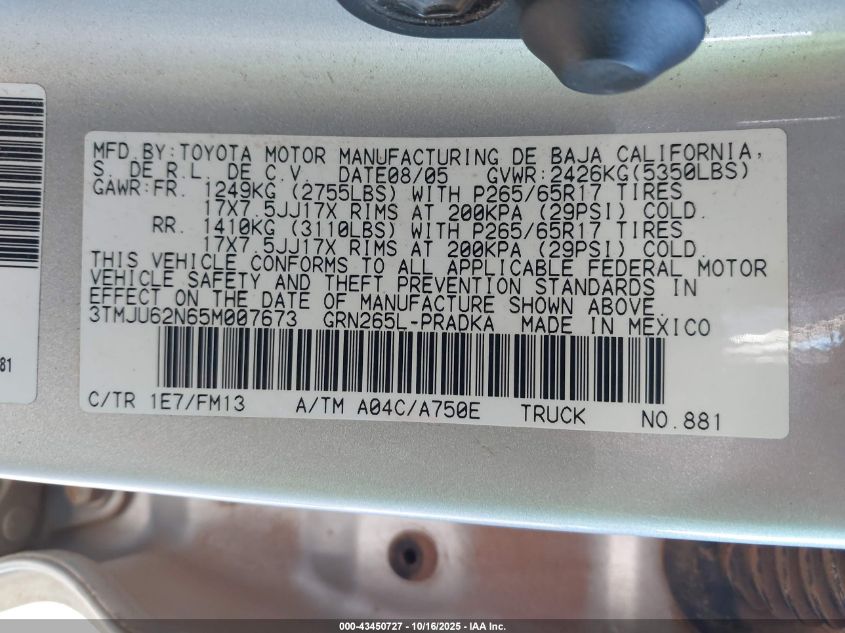 MFD.BY:TOYOTA MOTOR MANUFACTURING DE BAJA CALIFORNIA,
S. DE R.L. DE C.V. DATE08/05 GVWR:2426KG(5350LBS)
GAWR:FR. 1249KG (2755LBS) WITH P265/65R17 TIRES
17X7.5JJ17X RIMS AT 200KPA (29PSI) COLD.
RR. 1410KG (3110LBS) WITH P265/65R17 TIRES
17X7.5JJ17X RIMS AT 200KPA (29PSI) COLD.
THIS VEHICLE CONFORMS TO ALL APPLICABLE FEDERAL MOTOR
VEHICLE SAFETY AND THEFT PREVENTION STANDARDS IN
EFFECT ON THE DATE OF MANUFACTURE SHOWN ABOVE.
3TMJU62N65M007673 GRN265L-PRADKA MADE IN MEXICO
C/TR 1E7/FM13 A/TM A04C/A750E TRUCK NO.881
81
000-43450727 - 10/16/2025 - IAA Inc.